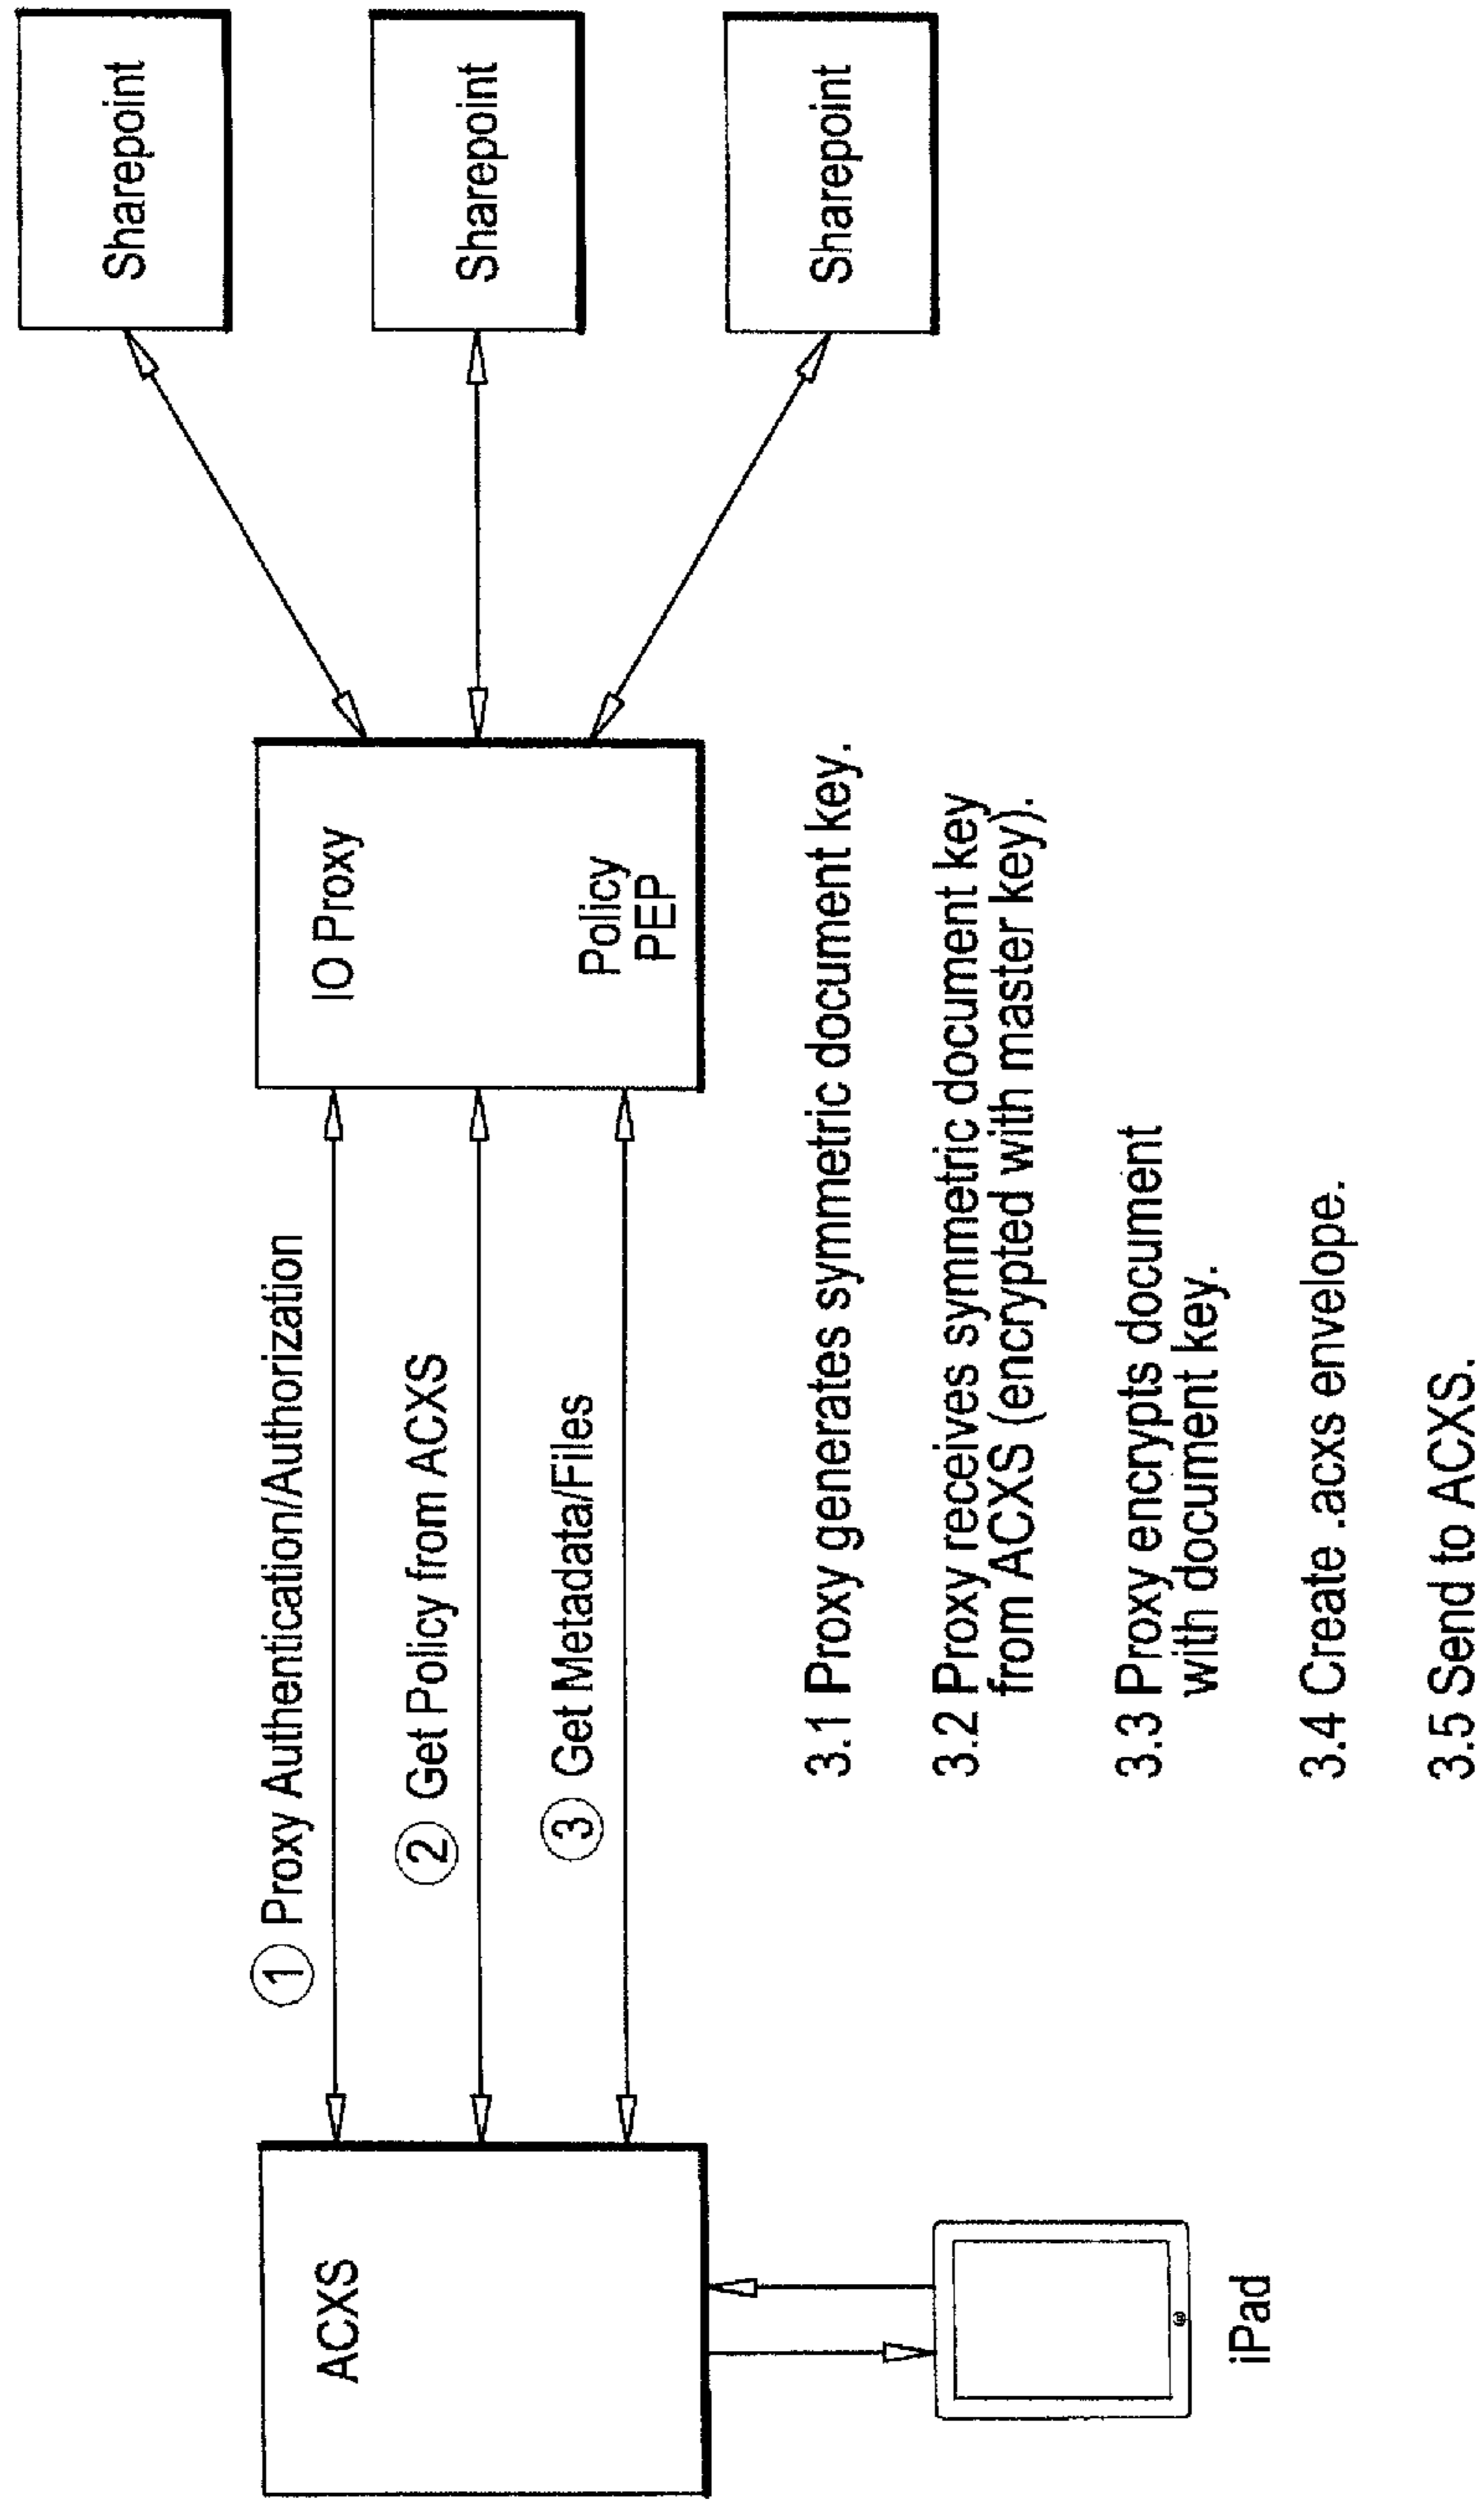 Sharepoint
Sharepoint
Sharepoint
IO Proxy
Policy
PEP
① Proxy Authentication/Authorization
② Get Policy from ACXS
③ Get Metadata/Files
3.1 Proxy generates symmetric document key.
3.2 Proxy receives symmetric document key
from ACXS (encrypted with master key).
3.3 Proxy encrypts document
with document key.
3.4 Create .acxs envelope.
3.5 Send to ACXS.
ACXS
iPad